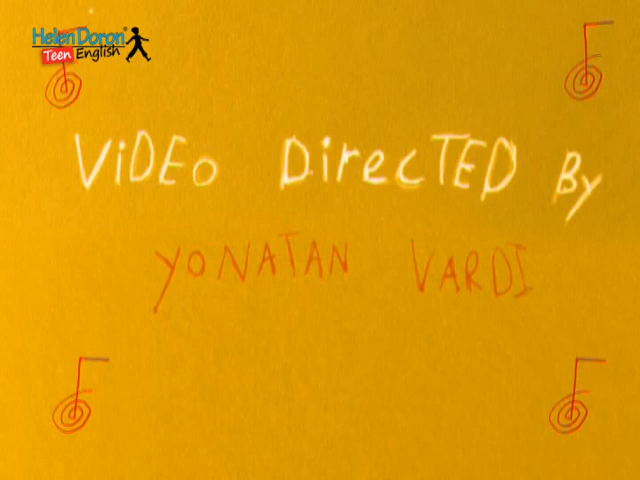 Helen Doron®
Teen English
ViDEO DirecTED By
YONATAN VARDI